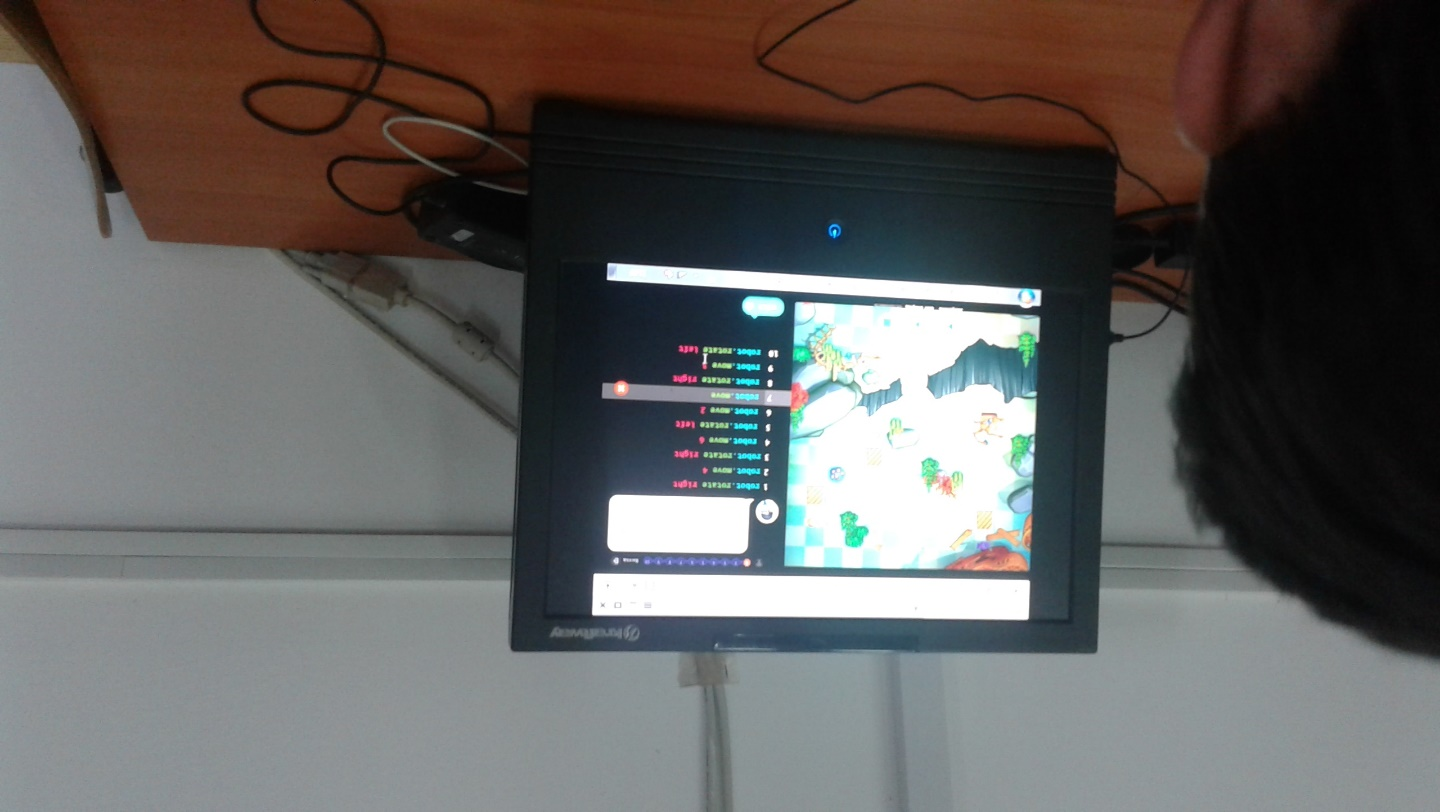 1 robot.rotate right
2 robot.move 4
3 robot.rotate right
4 robot.move 6
5 robot.rotate left
6 robot.move 2
7 robot.move
8 robot.rotate right
9 robot.move
10 robot.rotate left